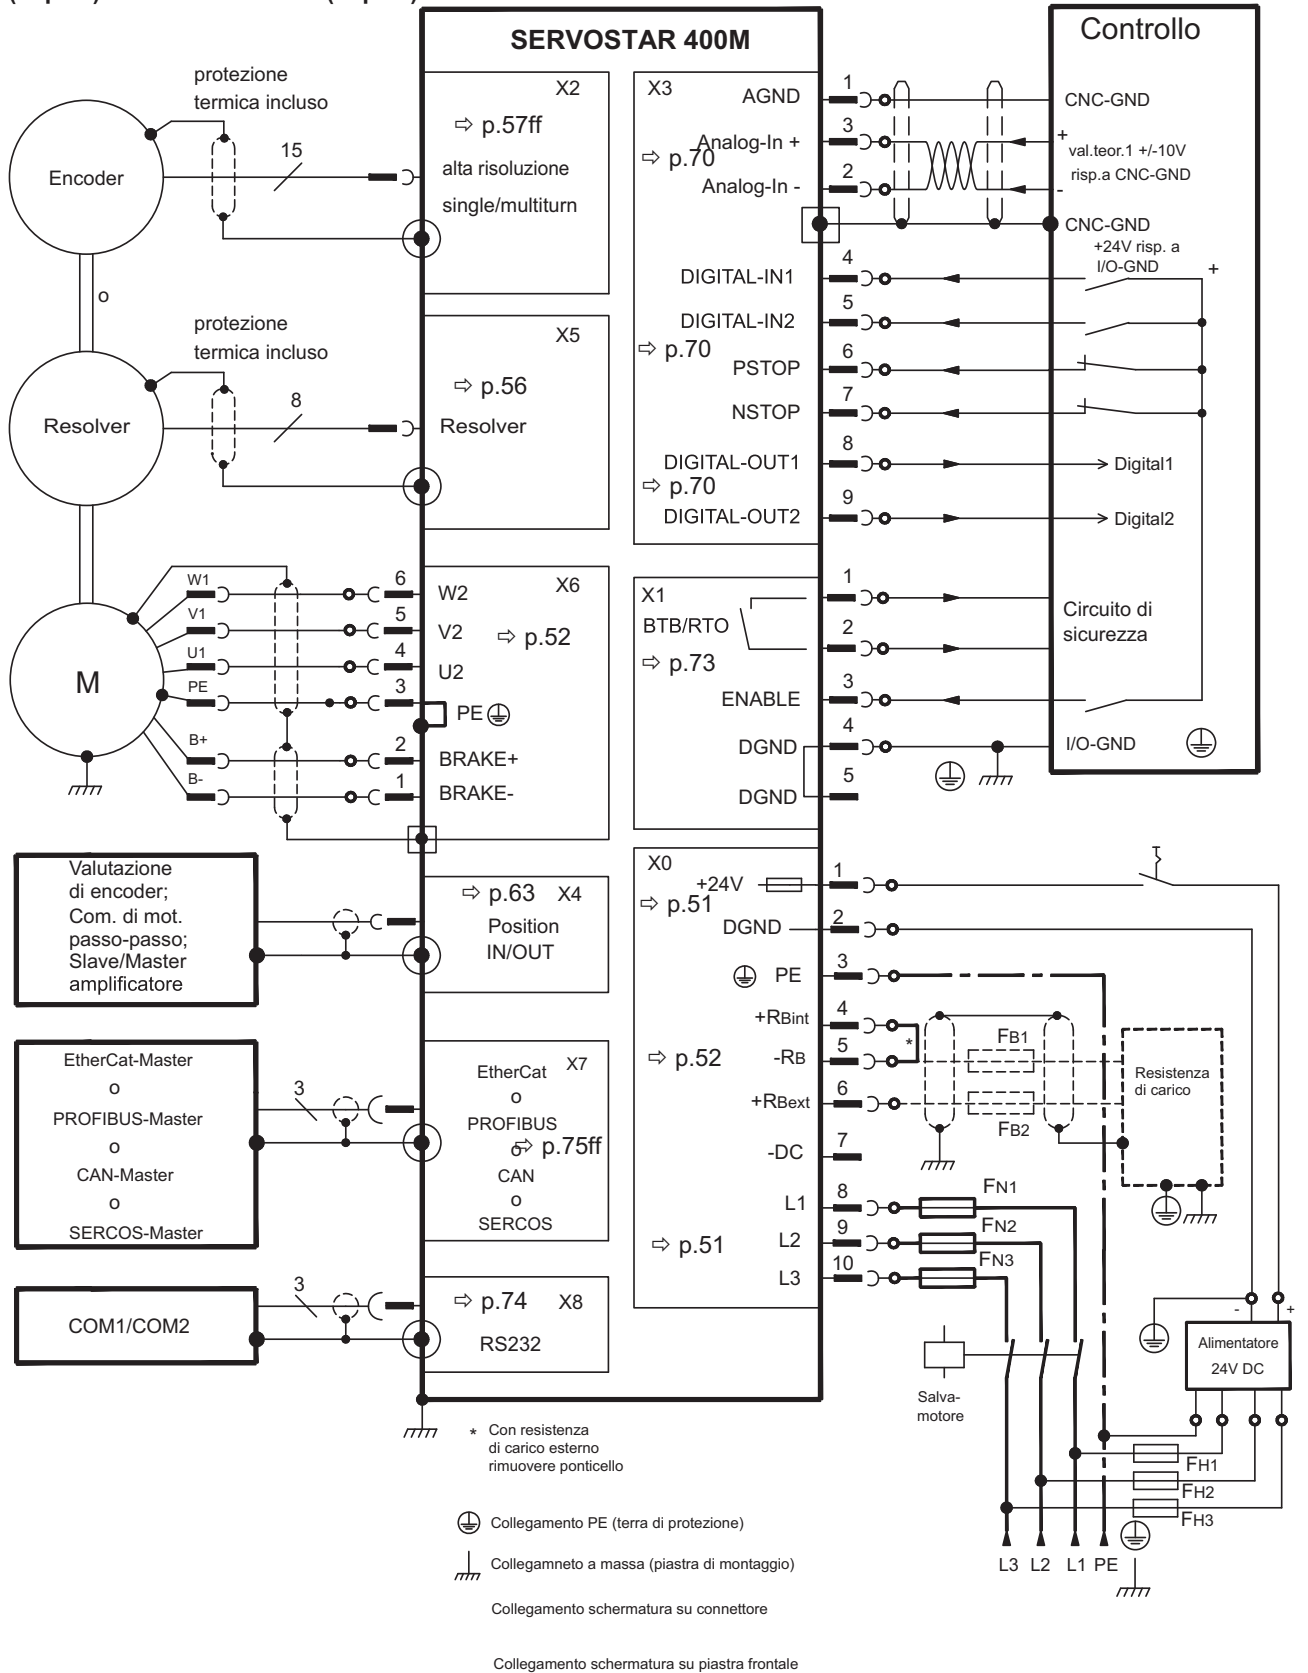 SERVOSTAR 400M
Controllo
protezione
termica incluso
Encoder
15
X2
⇨ p.57ff
alta risoluzione
single/multiturn
o
protezione
termica incluso
Resolver
8
X5
⇨ p.56
Resolver
M
W1
V1
U1
PE
B+
B-
6
5
4
3
2
1
X6
W2
V2
⇨ p.52
U2
PE
BRAKE+
BRAKE-
Valutazione
di encoder;
Com. di mot.
passo-passo;
Slave/Master
amplificatore
⇨ p.63
X4
Position
IN/OUT
EtherCat-Master
o
PROFIBUS-Master
o
CAN-Master
o
SERCOS-Master
3
EtherCat
X7
o
PROFIBUS
o
⇨ p.75ff
CAN
o
SERCOS
COM1/COM2
3
⇨ p.74
X8
RS232
X3
AGND
1
Analog-In +
3
⇨ p.70
Analog-In -
2
DIGITAL-IN1
4
DIGITAL-IN2
5
⇨ p.70
PSTOP
6
NSTOP
7
DIGITAL-OUT1
8
⇨ p.70
DIGITAL-OUT2
9
CNC-GND
+
val.teor.1 +/-10V
risp.a CNC-GND
-
CNC-GND
+24V risp. a
I/O-GND
+
Digital1
Digital2
X1
BTB/RTO
⇨ p.73
1
2
ENABLE
3
DGND
4
DGND
5
Circuito di
sicurezza
I/O-GND
X0
+24V
1
⇨ p.51
DGND
2
PE
3
+RBint
4
⇨ p.52
-RB
5
+RBext
6
-DC
7
L1
8
⇨ p.51
L2
9
L3
10
*
FB1
FB2
Resistenza
di carico
FN1
FN2
FN3
Salva-
motore
-
+
Alimentatore
24V DC
FH1
FH2
FH3
L3 L2 L1 PE
* Con resistenza
di carico esterno
rimuovere ponticello
Collegamento PE (terra di protezione)
Collegamneto a massa (piastra di montaggio)
Collegamento schermatura su connettore
Collegamento schermatura su piastra frontale